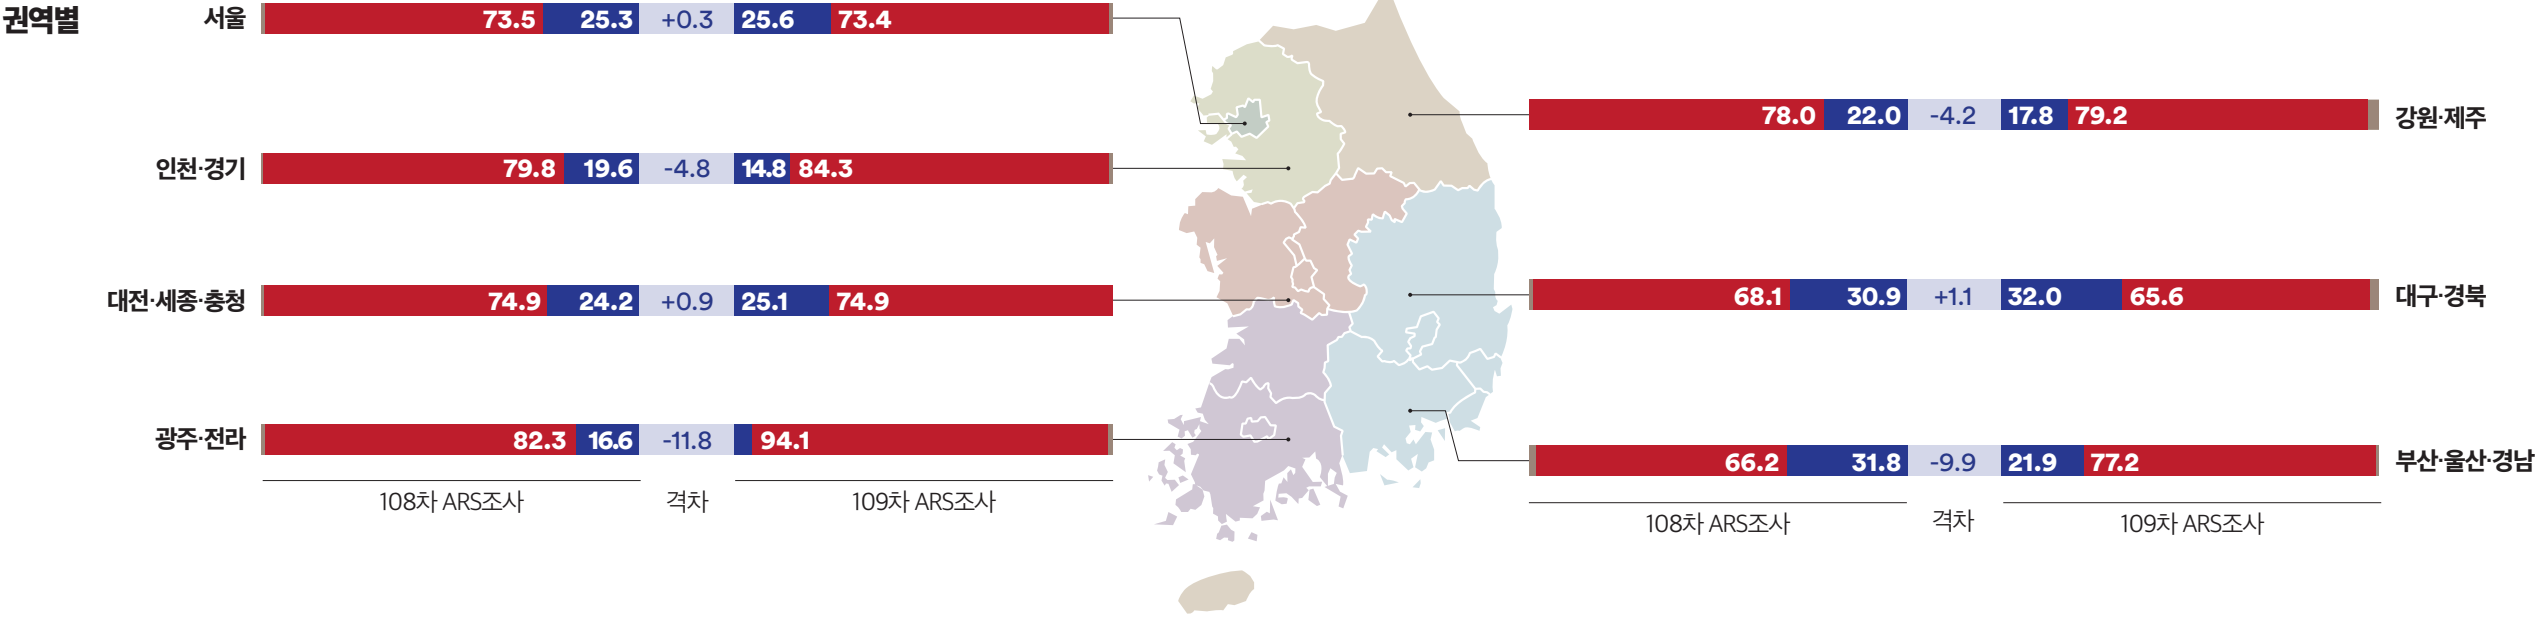 권역별
서울 73.5 25.3 +0.3 25.6 73.4
인천·경기 79.8 19.6 -4.8 14.8 84.3
대전·세종·충청 74.9 24.2 +0.9 25.1 74.9
광주·전라 82.3 16.6 -11.8 94.1
108차 ARS조사 격차 109차 ARS조사
78.0 22.0 -4.2 17.8 79.2 강원·제주
68.1 30.9 +1.1 32.0 65.6 대구·경북
66.2 31.8 -9.9 21.9 77.2 부산·울산·경남
108차 ARS조사 격차 109차 ARS조사